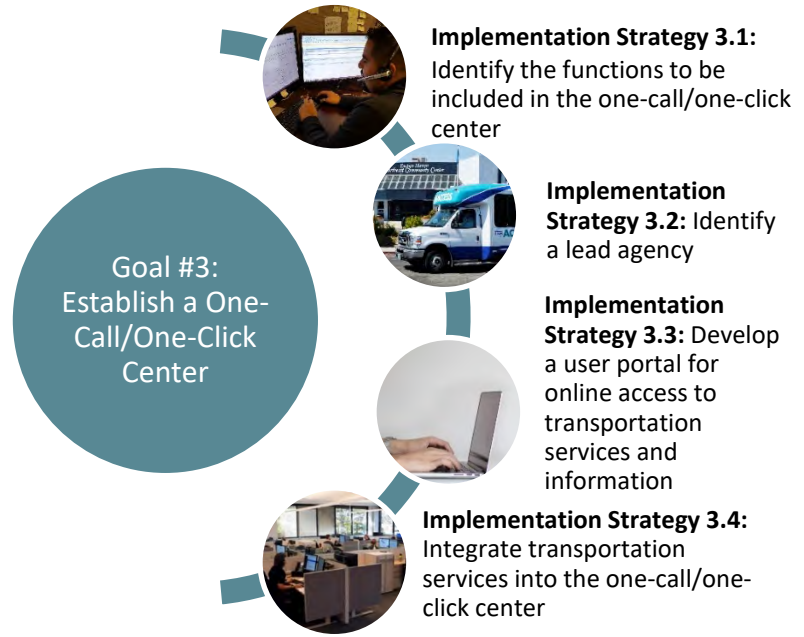 Goal #3:
Establish a One-
Call/One-Click
Center
Implementation Strategy 3.1:
Identify the functions to be
included in the one-call/one-click
center
Implementation
Strategy 3.2: Identify
a lead agency
Implementation
Strategy 3.3: Develop
a user portal for
online access to
transportation
services and
information
Implementation Strategy 3.4:
Integrate transportation
services into the one-call/one-
click center